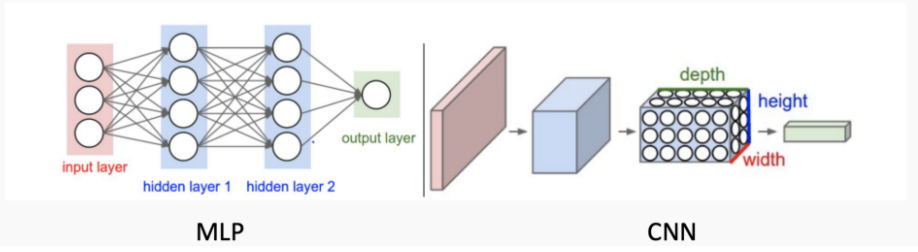 input layer
hidden layer 1
hidden layer 2
output layer
depth
height
width
MLP
CNN